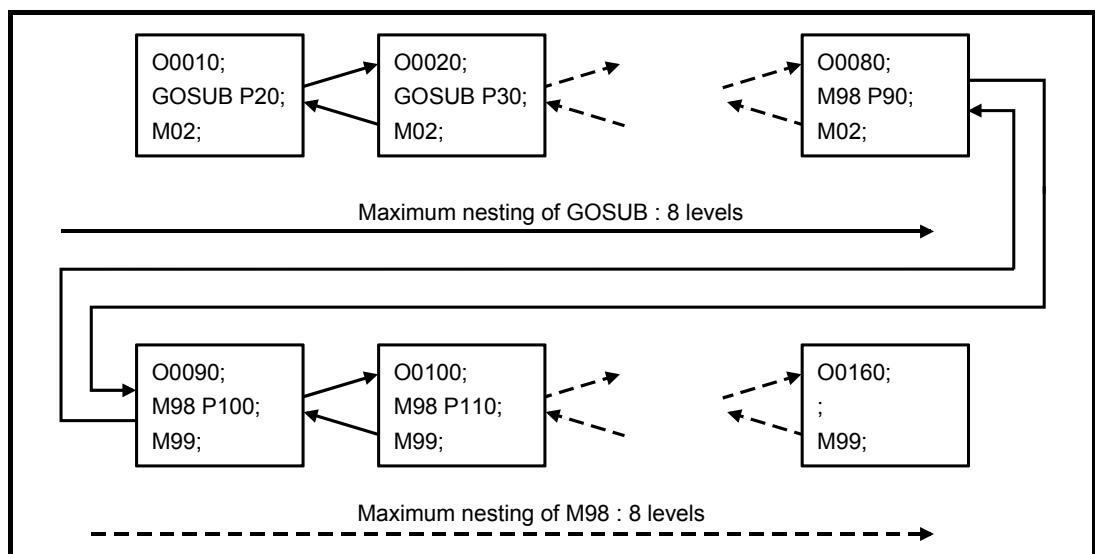 O0010;
GOSUB P20;
M02;
O0020;
GOSUB P30;
M02;
O0080;
M98 P90;
M02;
Maximum nesting of GOSUB : 8 levels
O0090;
M98 P100;
M99;
O0100;
M98 P110;
M99;
O0160;
;
M99;
Maximum nesting of M98 : 8 levels